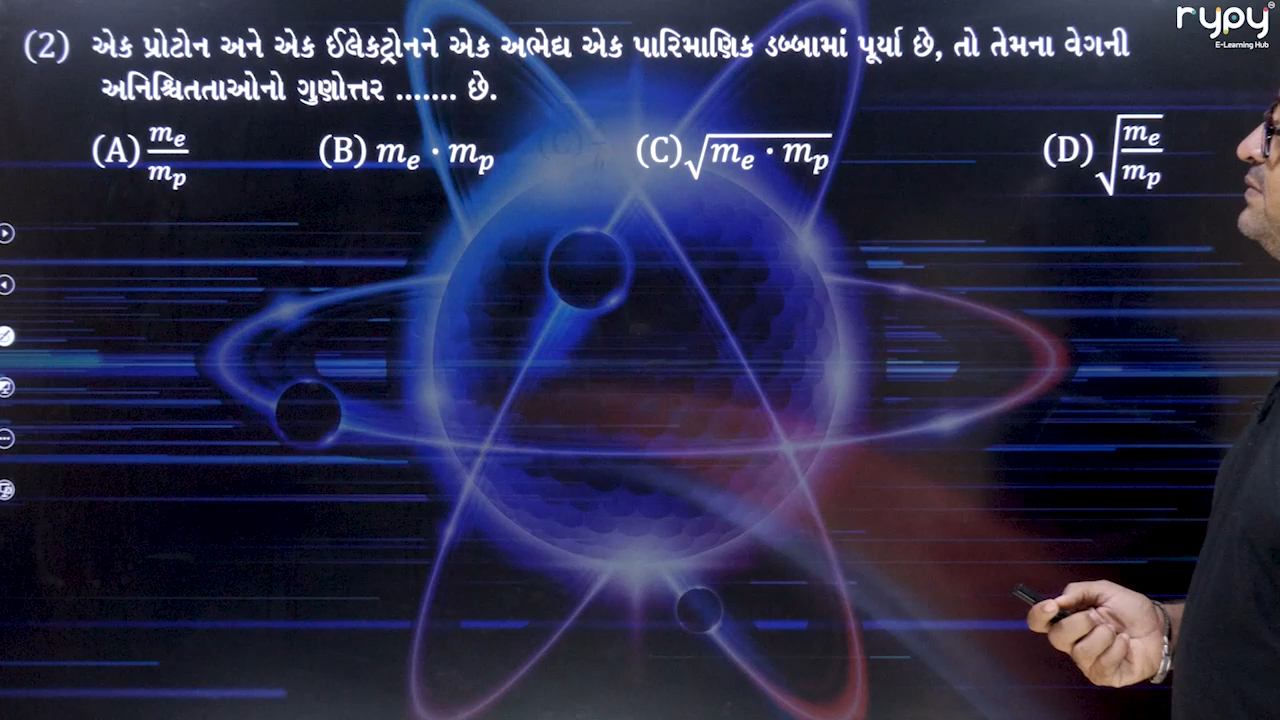 rypy
E-Learning Hub
(2) એક પ્રોટોન અને એક ઈલેકટ્રોનને એક અભેદ્ય એક પારિમાણિક ડબ્બામાં પૂર્યા છે, તો તેમના વેગની
અનિશ્ચિતતાઓનો ગુણોત્તર ....... છે.
(A) mₑ/mₚ (B) mₑ · mₚ (C) √(mₑ · mₚ) (D) √(mₑ/mₚ)